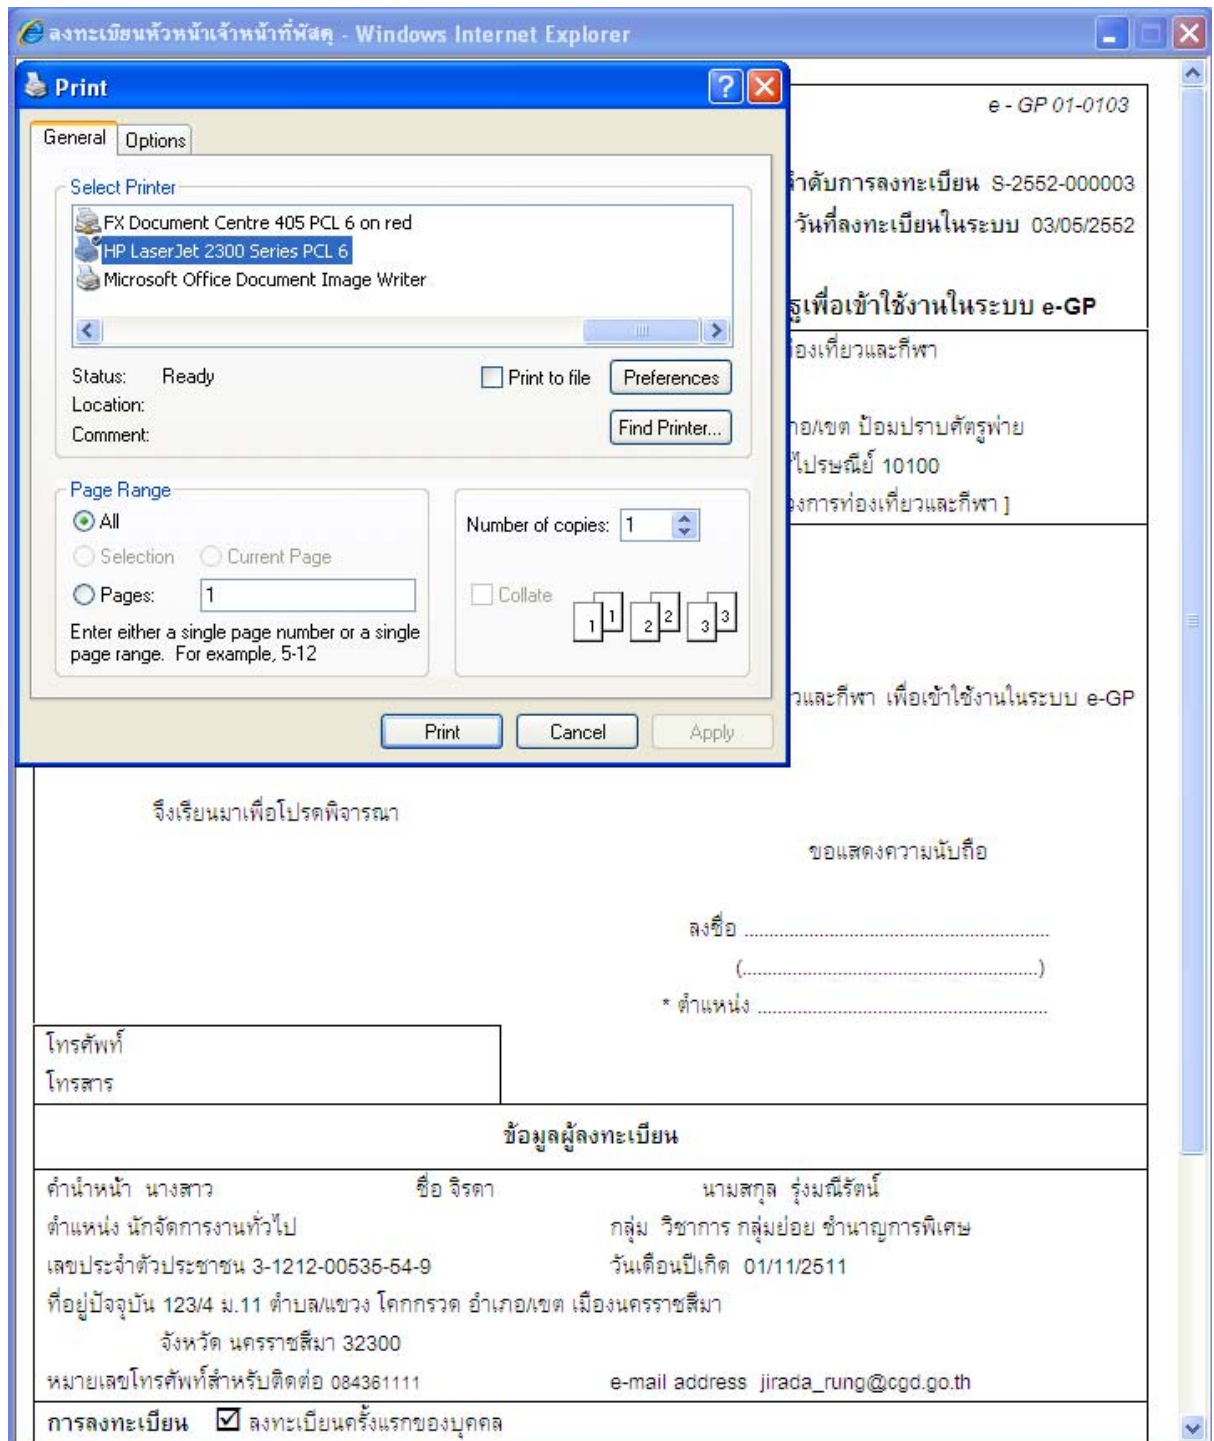 ลงทะเบียนหัวหน้าเจ้าหน้าที่พัสดุ - Windows Internet Explorer
Print
General Options
Select Printer
FX Document Centre 405 PCL 6 on red
HP LaserJet 2300 Series PCL 6
Microsoft Office Document Image Writer
Status: Ready
Print to file Preferences
Location:
Comment:
Find Printer...
Page Range
All
Selection Current Page
Pages: 1
Enter either a single page number or a single
page range. For example, 5-12
Number of copies: 1
Collate
1 1 2 2 3 3
Print Cancel Apply
e - GP 01-0103
ลำดับการลงทะเบียน S-2552-000003
วันที่ลงทะเบียนในระบบ 03/05/2552
ฐเพื่อเข้าใช้งานในระบบ e-GP
องเที่ยวและกีฬา
เภอ/เขต ป้อมปราบศัตรูพ่าย
ไปรษณีย์ 10100
วงการท่องเที่ยวและกีฬา ]
วและกีฬา เพื่อเข้าใช้งานในระบบ e-GP
จึงเรียนมาเพื่อโปรดพิจารณา
ขอแสดงความนับถือ
ลงชื่อ .............................................................
(...........................................................)
* ตำแหน่ง ..........................................................
โทรศัพท์
โทรสาร
ข้อมูลผู้ลงทะเบียน
คำนำหน้า นางสาว ชื่อ จิรดา นามสกุล รุ่งมณีรัตน์
ตำแหน่ง นักจัดการงานทั่วไป กลุ่ม วิชาการ กลุ่มย่อย ชำนาญการพิเศษ
เลขประจำตัวประชาชน 3-1212-00535-54-9 วันเดือนปีเกิด 01/11/2511
ที่อยู่ปัจจุบัน 123/4 ม.11 ตำบล/แขวง โคกกรวด อำเภอ/เขต เมืองนครราชสีมา
จังหวัด นครราชสีมา 32300
หมายเลขโทรศัพท์สำหรับติดต่อ 084361111 e-mail address jirada_rung@cgd.go.th
การลงทะเบียน ลงทะเบียนครั้งแรกของบุคคล